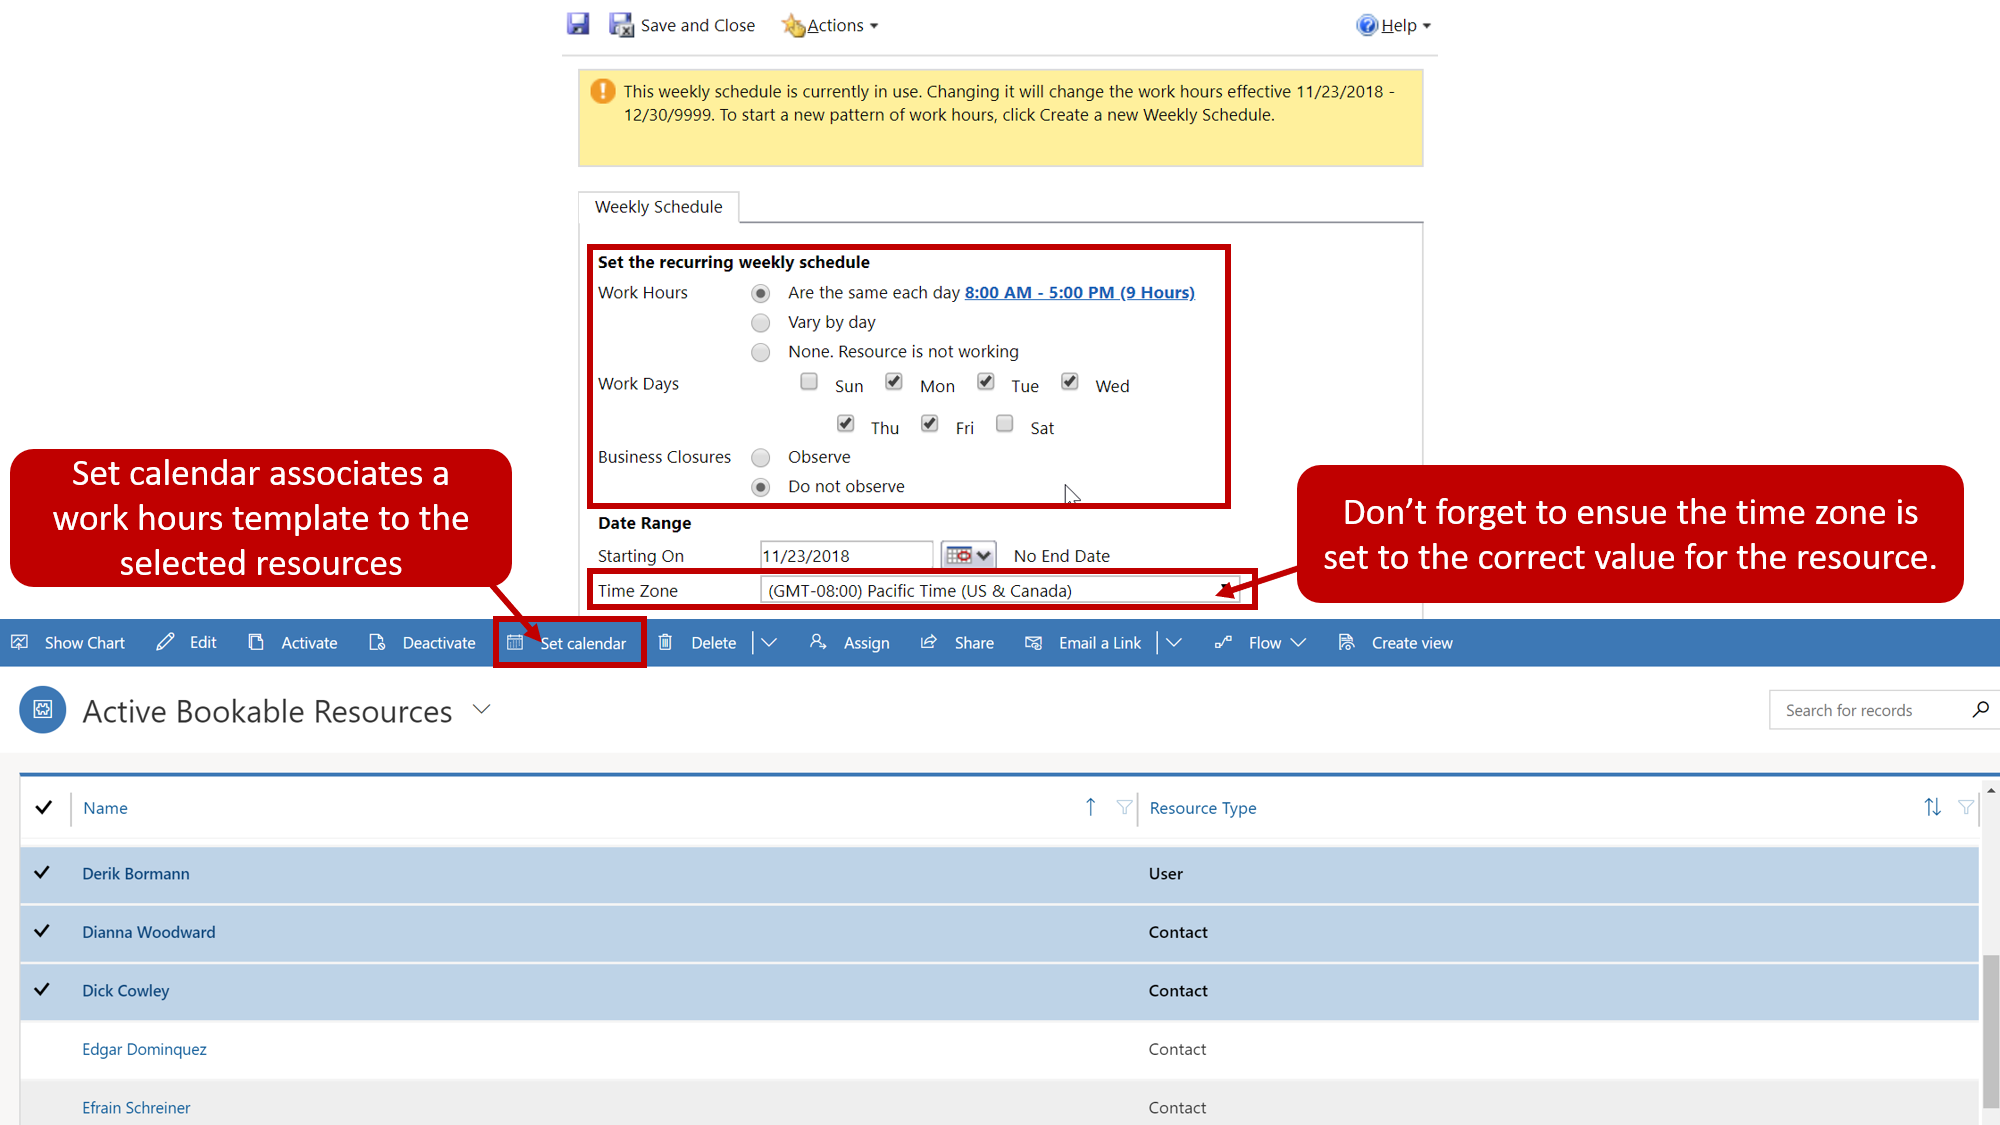 Save and Close Actions Help
This weekly schedule is currently in use. Changing it will change the work hours effective 11/23/2018 -
12/30/9999. To start a new pattern of work hours, click Create a new Weekly Schedule.
Weekly Schedule
Set the recurring weekly schedule
Work Hours Are the same each day 8:00 AM - 5:00 PM (9 Hours)
Vary by day
None. Resource is not working
Work Days Sun Mon Tue Wed
Thu Fri Sat
Business Closures Observe
Do not observe
Date Range
Starting On 11/23/2018 No End Date
Time Zone (GMT-08:00) Pacific Time (US & Canada)
Set calendar associates a
work hours template to the
selected resources
Don’t forget to ensue the time zone is
set to the correct value for the resource.
Show Chart Edit Activate Deactivate Set calendar Delete Assign Share Email a Link Flow Create view
Active Bookable Resources Search for records
Name Resource Type
Derik Bormann User
Dianna Woodward Contact
Dick Cowley Contact
Edgar Dominquez Contact
Efrain Schreiner Contact